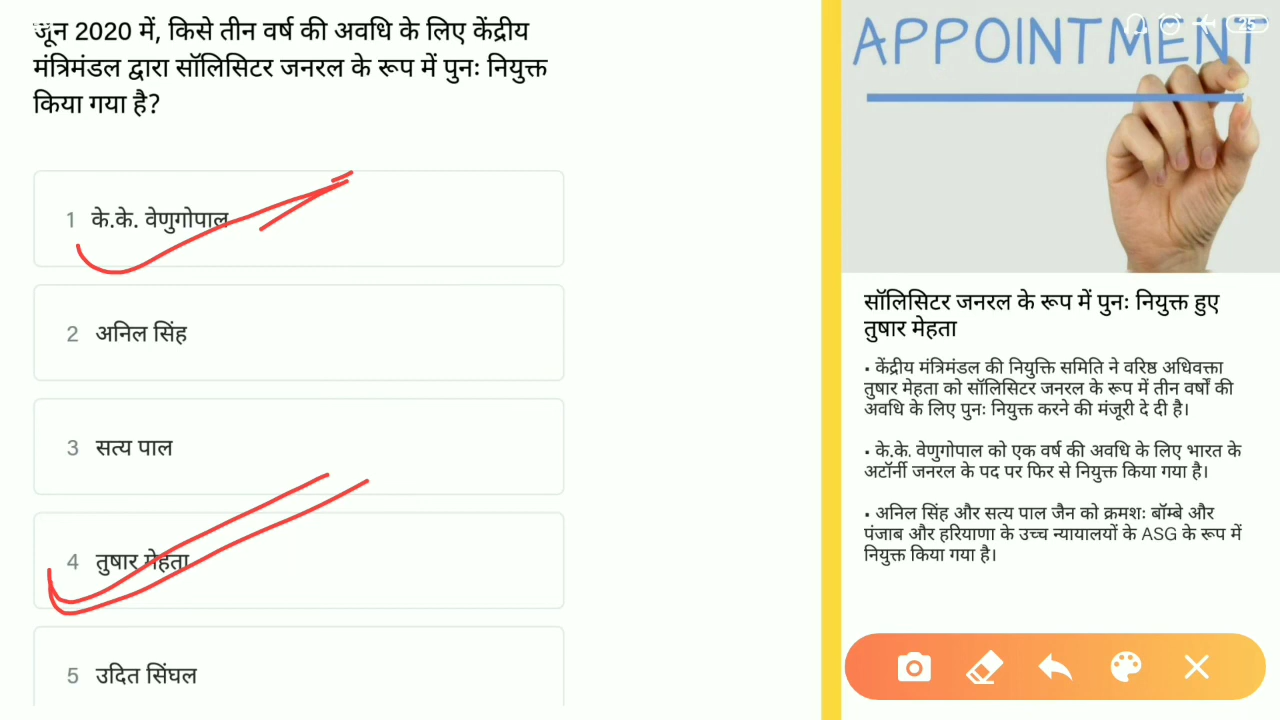 जून 2020 में, किसे तीन वर्ष की अवधि के लिए केंद्रीय
मंत्रिमंडल द्वारा सॉलिसिटर जनरल के रूप में पुनः नियुक्त
किया गया है?
1 के.के. वेणुगोपाल
2 अनिल सिंह
3 सत्य पाल
4 तुषार मेहता
5 उदित सिंघल
APPOINTMENT
25
सॉलिसिटर जनरल के रूप में पुनः नियुक्त हुए
तुषार मेहता
• केंद्रीय मंत्रिमंडल की नियुक्ति समिति ने वरिष्ठ अधिवक्ता
तुषार मेहता को सॉलिसिटर जनरल के रूप में तीन वर्षों की
अवधि के लिए पुनः नियुक्त करने की मंजूरी दे दी है।
• के.के. वेणुगोपाल को एक वर्ष की अवधि के लिए भारत के
अटॉर्नी जनरल के पद पर फिर से नियुक्त किया गया है।
• अनिल सिंह और सत्य पाल जैन को क्रमशः बॉम्बे और
पंजाब और हरियाणा के उच्च न्यायालयों के ASG के रूप में
नियुक्त किया गया है।